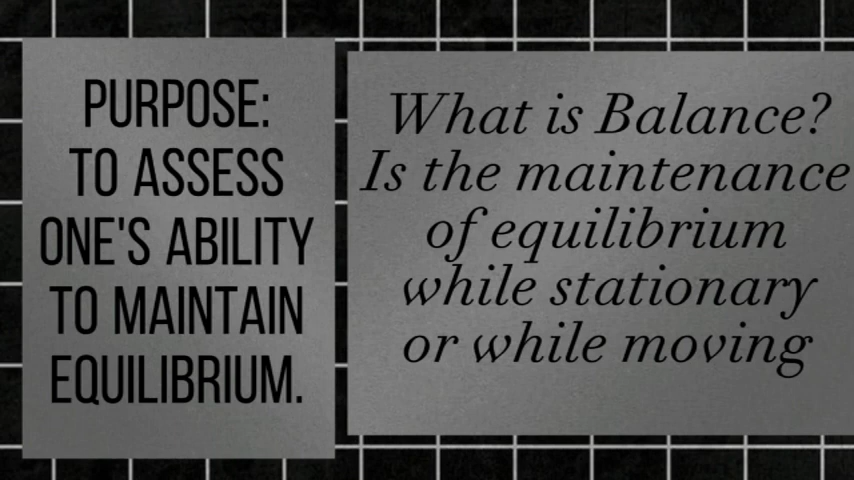 PURPOSE:
TO ASSESS
ONE'S ABILITY
TO MAINTAIN
EQUILIBRIUM.
What is Balance?
Is the maintenance
of equilibrium
while stationary
or while moving